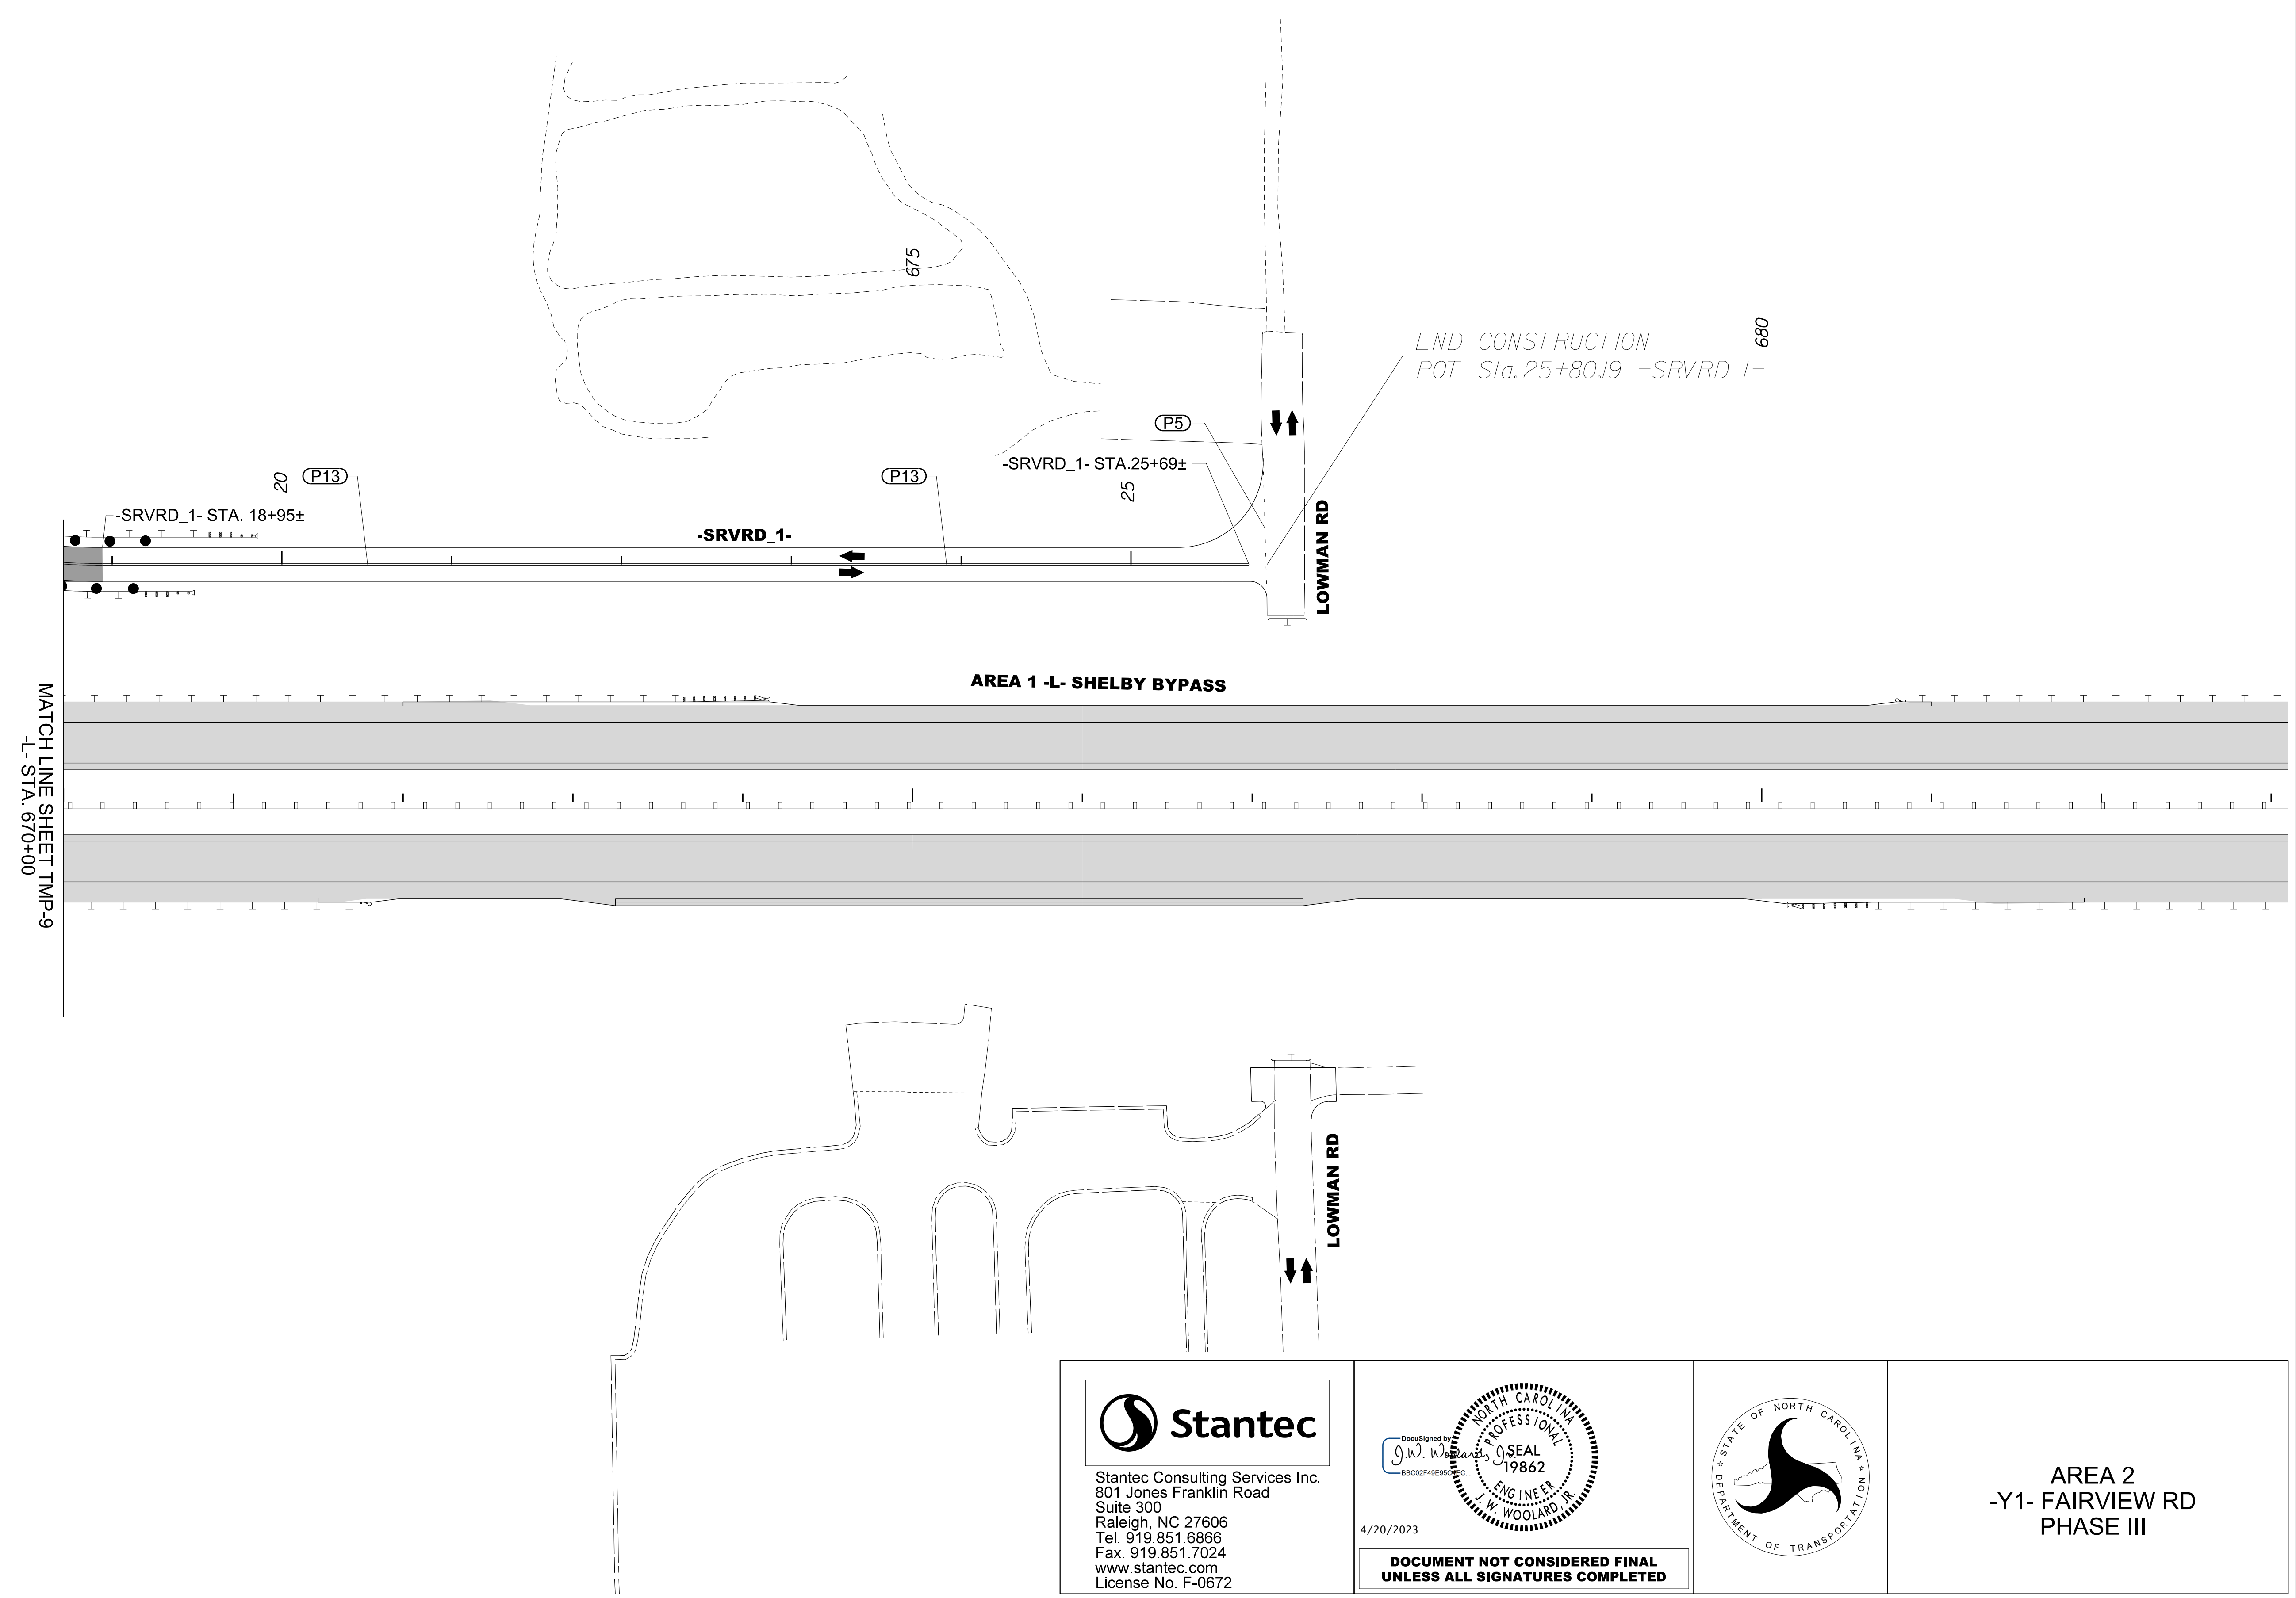 675
END CONSTRUCTION
680
POT Sta. 25+80.19 -SRVRD_1-
P5
-SRVRD_1- STA.25+69±
20
P13
P13
25
-SRVRD_1- STA. 18+95±
-SRVRD_1-
LOWMAN RD
AREA 1 -L- SHELBY BYPASS
MATCH LINE SHEET TMP-9
-L- STA. 670+00
LOWMAN RD
Stantec
Stantec Consulting Services Inc.
801 Jones Franklin Road
Suite 300
Raleigh, NC 27606
Tel. 919.851.6866
Fax. 919.851.7024
www.stantec.com
License No. F-0672
DocuSigned by
J.W. Woolard, Jr.
NORTH CAROLINA
PROFESSIONAL
SEAL
19862
ENGINEER
J. W. WOOLARD, JR.
4/20/2023
DOCUMENT NOT CONSIDERED FINAL
UNLESS ALL SIGNATURES COMPLETED
STATE OF NORTH CAROLINA
DEPARTMENT OF TRANSPORTATION
AREA 2
-Y1- FAIRVIEW RD
PHASE III